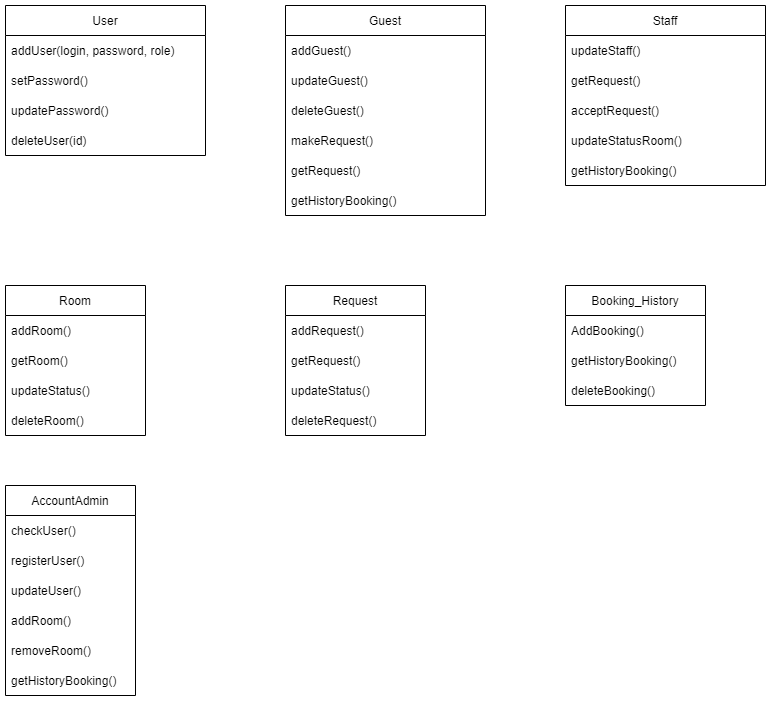 User
addUser(login, password, role)
setPassword()
updatePassword()
deleteUser(id)
Guest
addGuest()
updateGuest()
deleteGuest()
makeRequest()
getRequest()
getHistoryBooking()
Staff
updateStaff()
getRequest()
acceptRequest()
updateStatusRoom()
getHistoryBooking()
Room
addRoom()
getRoom()
updateStatus()
deleteRoom()
Request
addRequest()
getRequest()
updateStatus()
deleteRequest()
Booking_History
AddBooking()
getHistoryBooking()
deleteBooking()
AccountAdmin
checkUser()
registerUser()
updateUser()
addRoom()
removeRoom()
getHistoryBooking()